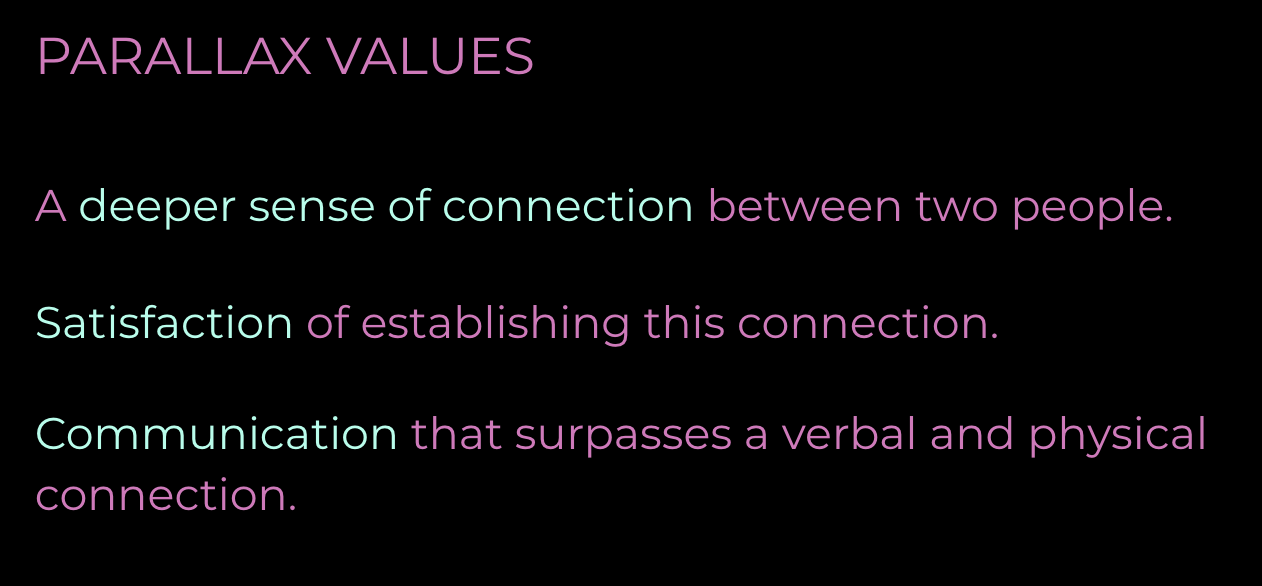 PARALLAX VALUES
A deeper sense of connection between two people.
Satisfaction of establishing this connection.
Communication that surpasses a verbal and physical
connection.